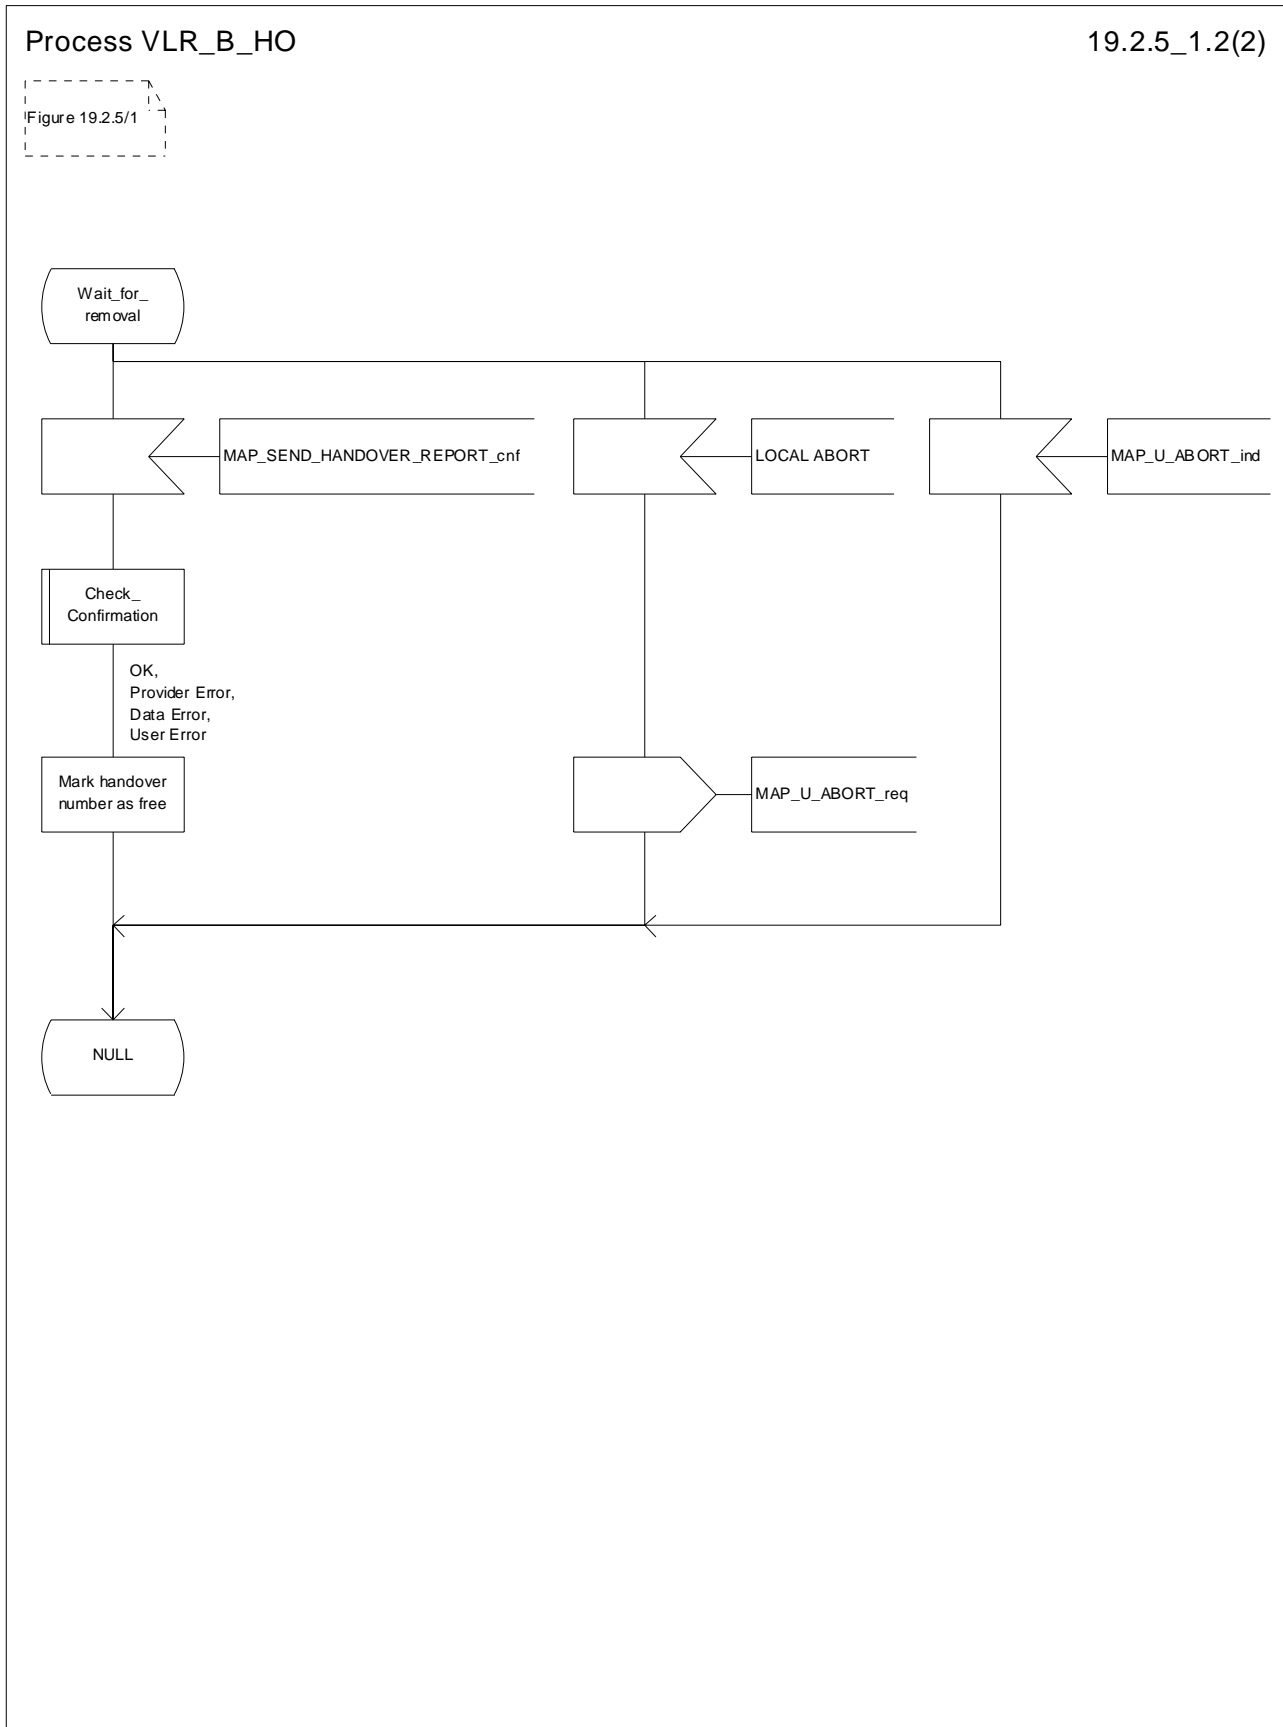 Process VLR_B_HO
19.2.5_1.2(2)
Figure 19.2.5/1
Wait_for_
removal
MAP_SEND_HANDOVER_REPORT_cnf
LOCAL ABORT
MAP_U_ABORT_ind
Check_
Confirmation
OK,
Provider Error,
Data Error,
User Error
Mark handover
number as free
MAP_U_ABORT_req
NULL